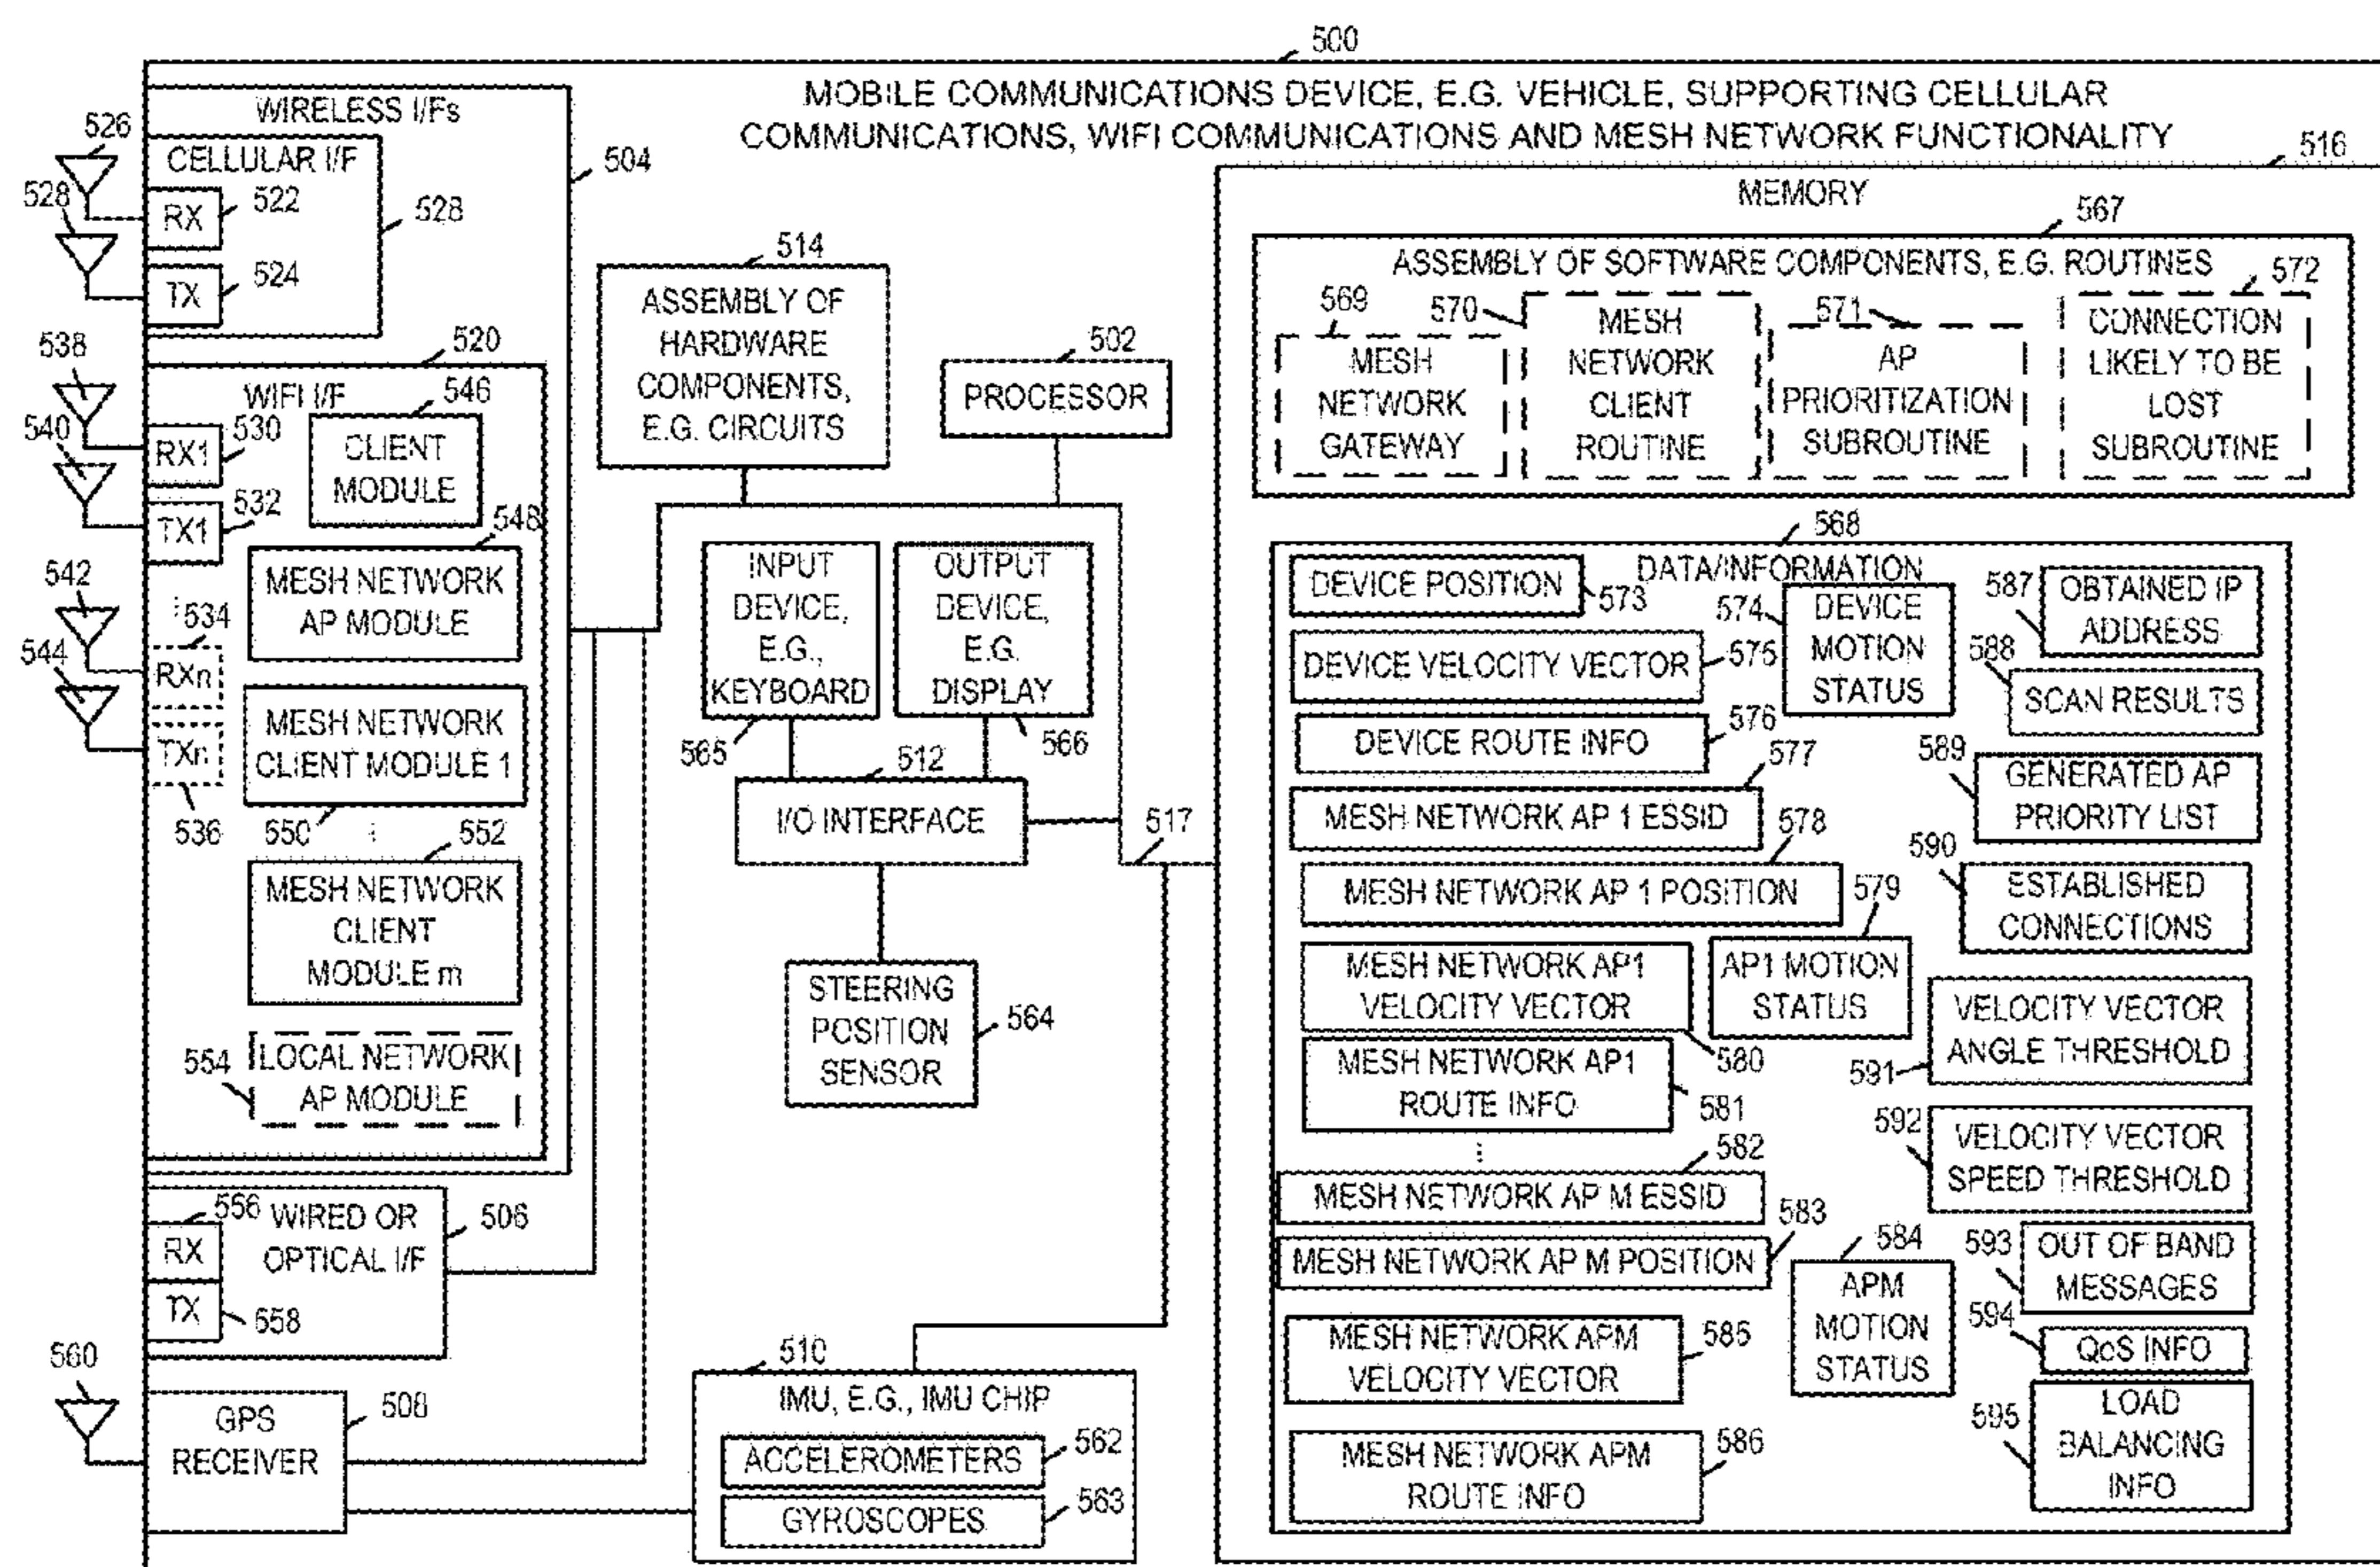 500
MOBILE COMMUNICATIONS DEVICE, E.G. VEHICLE, SUPPORTING CELLULAR
COMMUNICATIONS, WIFI COMMUNICATIONS AND MESH NETWORK FUNCTIONALITY
WIRELESS I/Fs
504
526
528
CELLULAR I/F
528
RX
522
TX
524
538
540
542
544
520
WIFI I/F
546
CLIENT
MODULE
RX1
530
TX1
532
548
MESH NETWORK
AP MODULE
534
RXn
TXn
536
MESH NETWORK
CLIENT MODULE 1
550
552
MESH NETWORK
CLIENT
MODULE m
554
LOCAL NETWORK
AP MODULE
556
RX
TX
558
WIRED OR
OPTICAL I/F
506
560
GPS
RECEIVER
508
514
ASSEMBLY OF
HARDWARE
COMPONENTS,
E.G. CIRCUITS
502
PROCESSOR
INPUT
DEVICE,
E.G.,
KEYBOARD
565
OUTPUT
DEVICE,
E.G.
DISPLAY
566
512
I/O INTERFACE
517
STEERING
POSITION
SENSOR
564
510
IMU, E.G., IMU CHIP
ACCELEROMETERS
562
GYROSCOPES
563
516
MEMORY
567
ASSEMBLY OF SOFTWARE COMPONENTS, E.G. ROUTINES
569
MESH
NETWORK
GATEWAY
570
MESH
NETWORK
CLIENT
ROUTINE
571
AP
PRIORITIZATION
SUBROUTINE
572
CONNECTION
LIKELY TO BE
LOST
SUBROUTINE
568
DATA/INFORMATION
DEVICE POSITION
573
574
DEVICE
MOTION
STATUS
DEVICE VELOCITY VECTOR
575
DEVICE ROUTE INFO
576
577
MESH NETWORK AP 1 ESSID
578
MESH NETWORK AP 1 POSITION
579
AP1 MOTION
STATUS
MESH NETWORK AP1
VELOCITY VECTOR
580
MESH NETWORK AP1
ROUTE INFO
581
582
MESH NETWORK AP M ESSID
583
MESH NETWORK AP M POSITION
584
APM
MOTION
STATUS
MESH NETWORK APM
VELOCITY VECTOR
585
MESH NETWORK APM
ROUTE INFO
586
587
OBTAINED IP
ADDRESS
588
SCAN RESULTS
589
GENERATED AP
PRIORITY LIST
590
ESTABLISHED
CONNECTIONS
VELOCITY VECTOR
ANGLE THRESHOLD
591
592
VELOCITY VECTOR
SPEED THRESHOLD
593
OUT OF BAND
MESSAGES
594
QoS INFO
595
LOAD
BALANCING
INFO